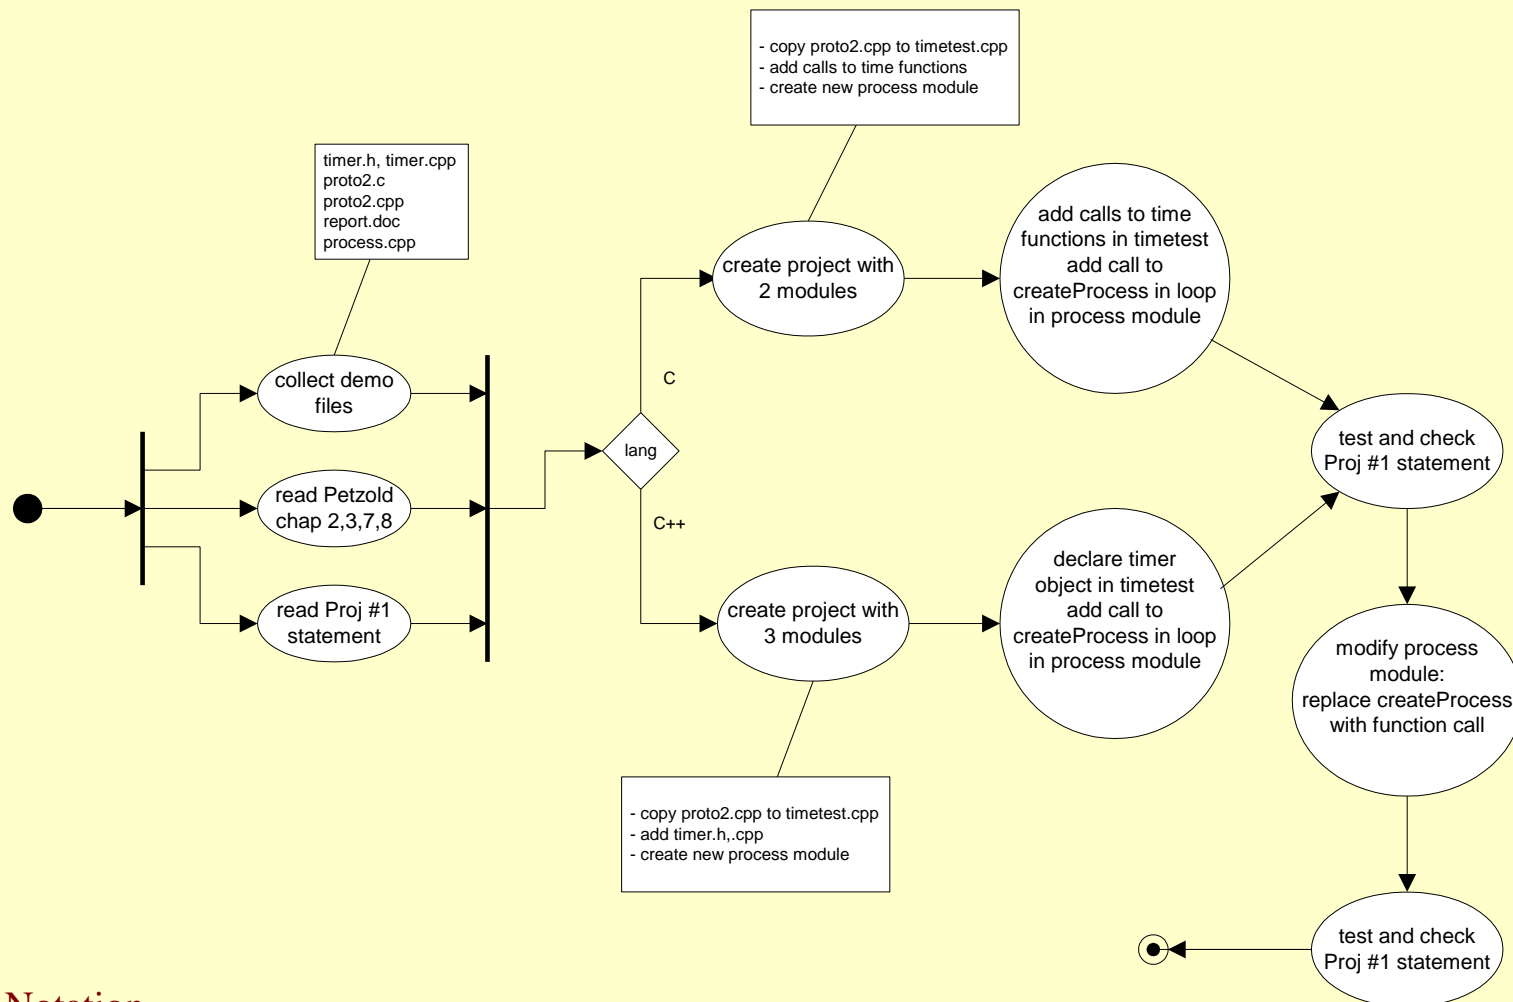 - copy proto2.cpp to timetest.cpp
- add calls to time functions
- create new process module
timer.h, timer.cpp
proto2.c
proto2.cpp
report.doc
process.cpp
collect demo
files
read Petzold
chap 2,3,7,8
read Proj #1
statement
lang
C
C++
create project with
2 modules
add calls to time
functions in timetest
add call to
createProcess in loop
in process module
create project with
3 modules
declare timer
object in timetest
add call to
createProcess in loop
in process module
- copy proto2.cpp to timetest.cpp
- add timer.h,.cpp
- create new process module
test and check
Proj #1 statement
modify process
module:
replace createProcess
with function call
test and check
Proj #1 statement
Notation